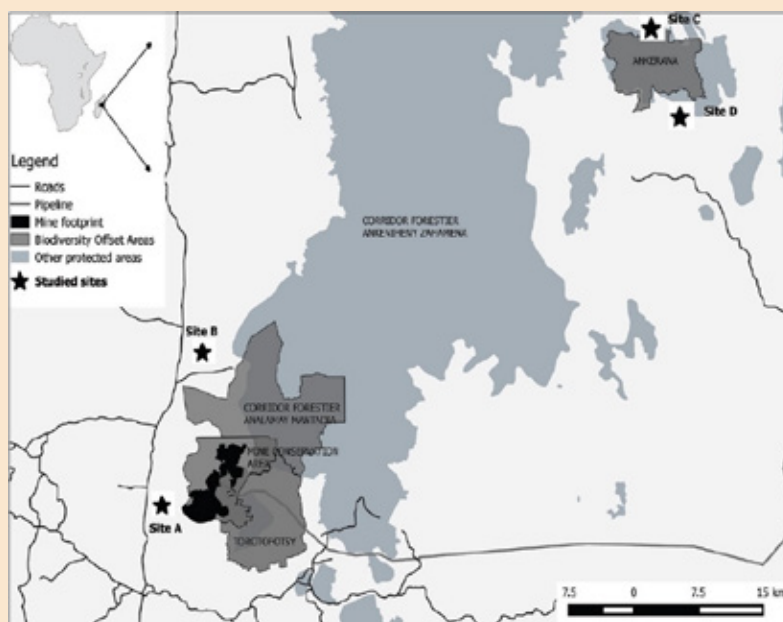 Site C
ANKERANA
Site D
Legend
Roads
Pipeline
Mine footprint
Biodiversity Offset Areas
Other protected areas
Studied sites
CORRIDOR FORESTIER
ANKENIHENY ZAHAMENA
Site B
CORRIDOR FORESTIER
ANALAMAY MANTADIA
MINE CONSERVATION
AREA
Site A
TOROTOFOTSY
7.5 0 7.5 15 km